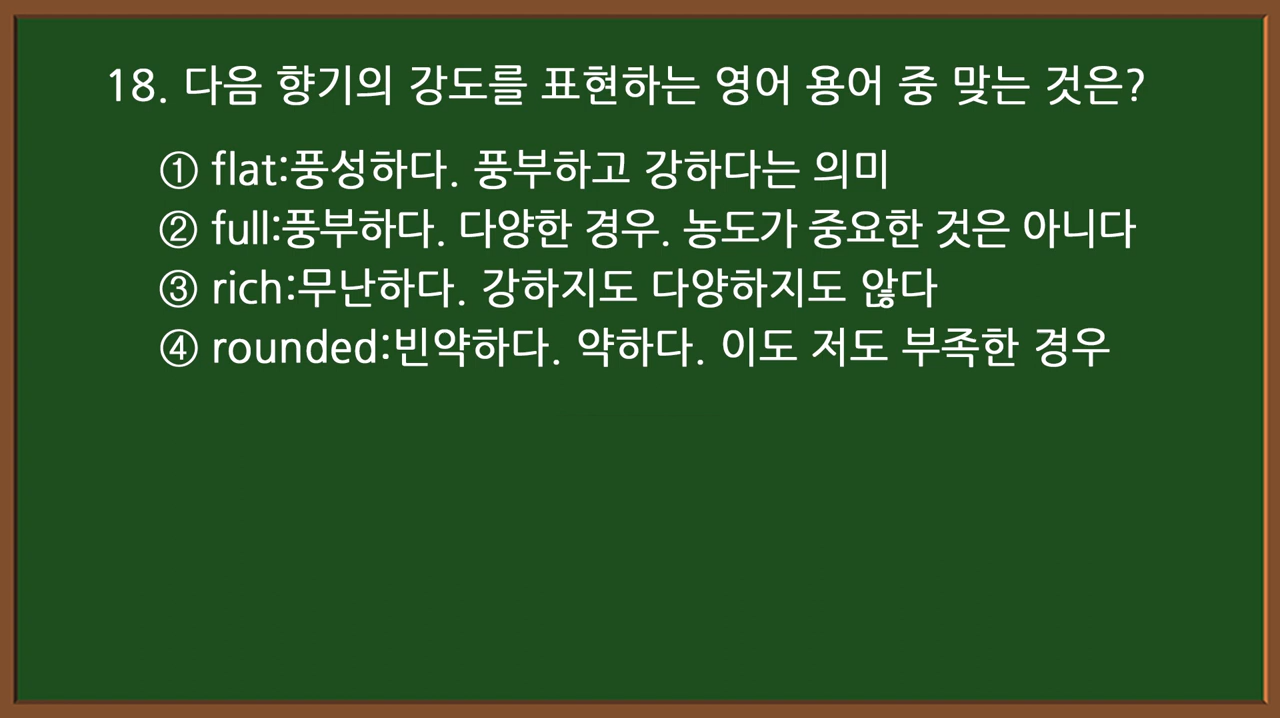 18. 다음 향기의 강도를 표현하는 영어 용어 중 맞는 것은?
① flat:풍성하다. 풍부하고 강하다는 의미
② full:풍부하다. 다양한 경우. 농도가 중요한 것은 아니다
③ rich:무난하다. 강하지도 다양하지도 않다
④ rounded:빈약하다. 약하다. 이도 저도 부족한 경우